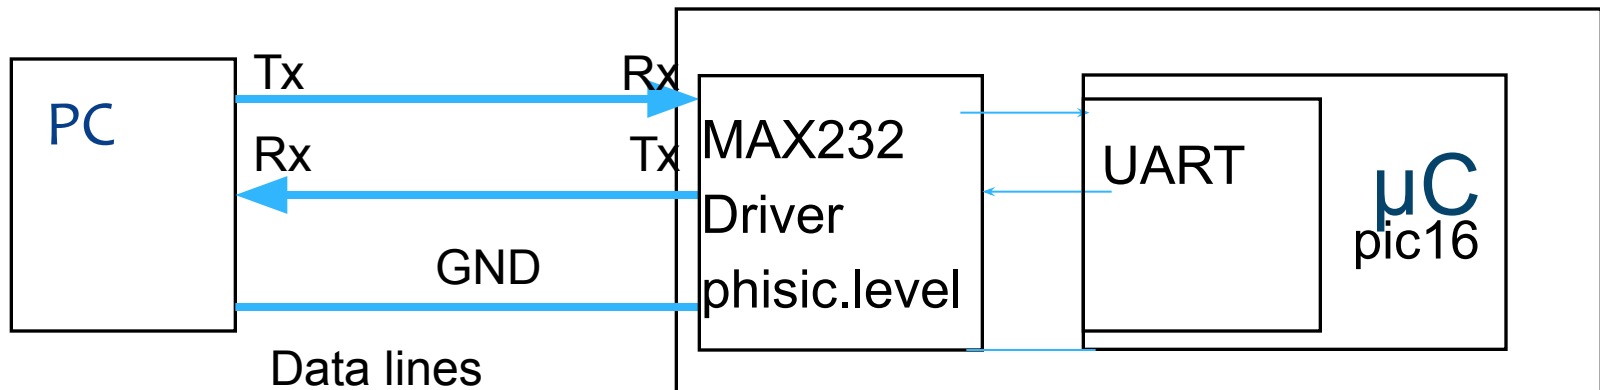 PC
Tx
Rx
Rx
Tx
GND
Data lines
MAX232
Driver
phisic.level
UART
µC
pic16